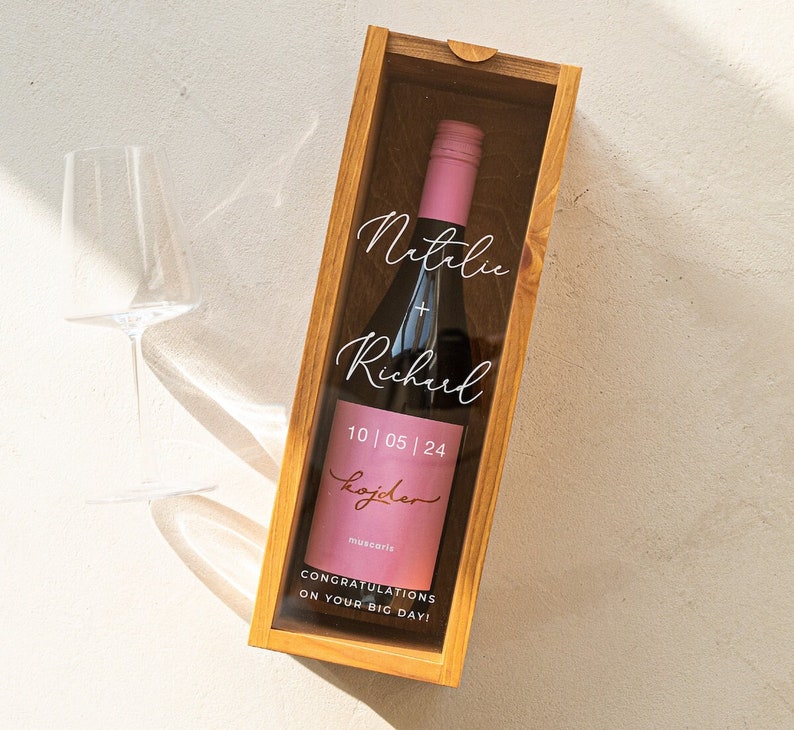 Natalie
+
Richard
10 | 05 | 24
kojder
muscaris
CONGRATULATIONS
ON YOUR BIG DAY!